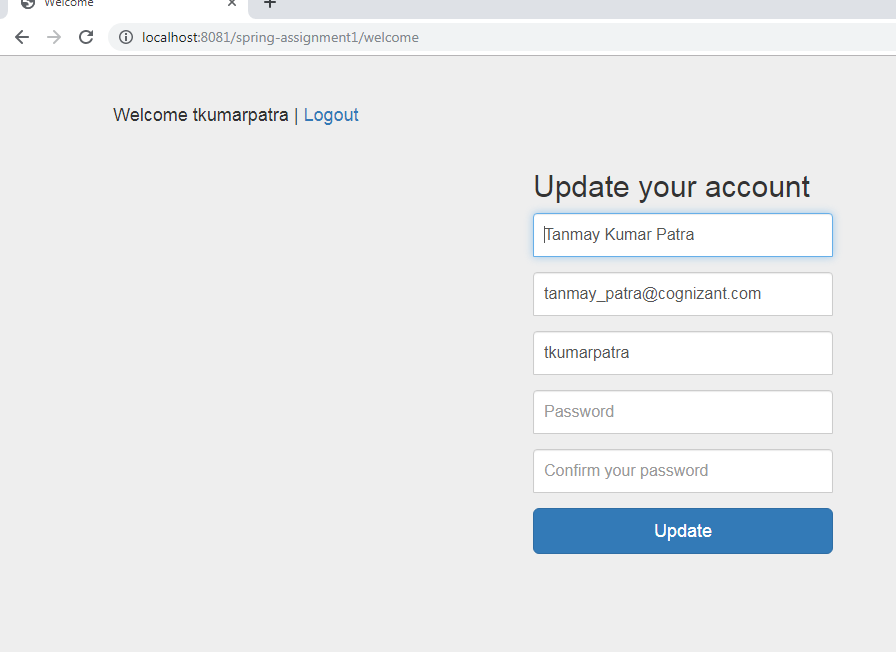 Welcome
localhost:8081/spring-assignment1/welcome
Welcome tkumarpatra | Logout
Update your account
Tanmay Kumar Patra
tanmay_patra@cognizant.com
tkumarpatra
Password
Confirm your password
Update